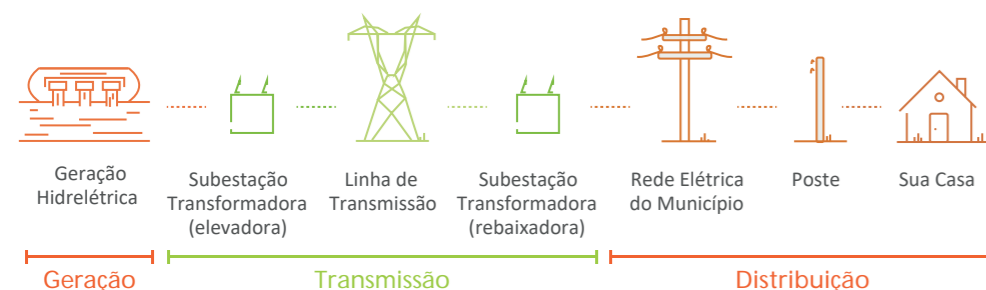 Geração
Hidrelétrica
Subestação
Transformadora
(elevadora)
Linha de
Transmissão
Subestação
Transformadora
(rebaixadora)
Rede Elétrica
do Município
Poste
Sua Casa
Geração
Transmissão
Distribuição